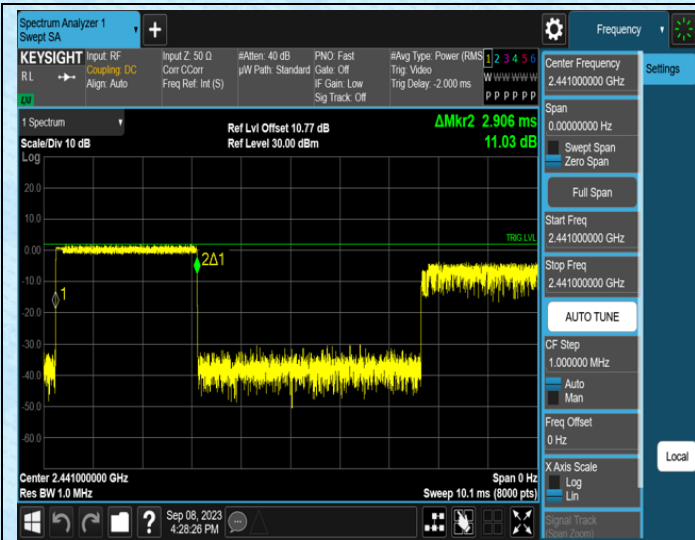 Spectrum Analyzer 1
Swept SA
+
Frequency
KEYSIGHT
RL
LXI
Input: RF
Coupling: DC
Align: Auto
Input Z: 50 Ω
Corr CCorr
Freq Ref: Int (S)
#Atten: 40 dB
µW Path: Standard
PNO: Fast
Gate: Off
IF Gain: Low
Sig Track: Off
#Avg Type: Power (RMS
Trig: Video
Trig Delay: -2.000 ms
1 2 3 4 5 6
W W W W W W
P P P P P P
1 Spectrum
Scale/Div 10 dB
Ref Lvl Offset 10.77 dB
Ref Level 30.00 dBm
ΔMkr2 2.906 ms
11.03 dB
Log
20.0
10.0
0.00
-10.0
-20.0
-30.0
-40.0
-50.0
-60.0
TRIG LVL
2Δ1
1
Center 2.441000000 GHz
Res BW 1.0 MHz
Span 0 Hz
Sweep 10.1 ms (8000 pts)
?
Sep 08, 2023
4:28:26 PM
Center Frequency
2.441000000 GHz
Settings
Span
0.00000000 Hz
Swept Span
Zero Span
Full Span
Start Freq
2.441000000 GHz
Stop Freq
2.441000000 GHz
AUTO TUNE
CF Step
1.000000 MHz
Auto
Man
Freq Offset
0 Hz
Local
X Axis Scale
Log
Lin
Signal Track
(Span Zoom)